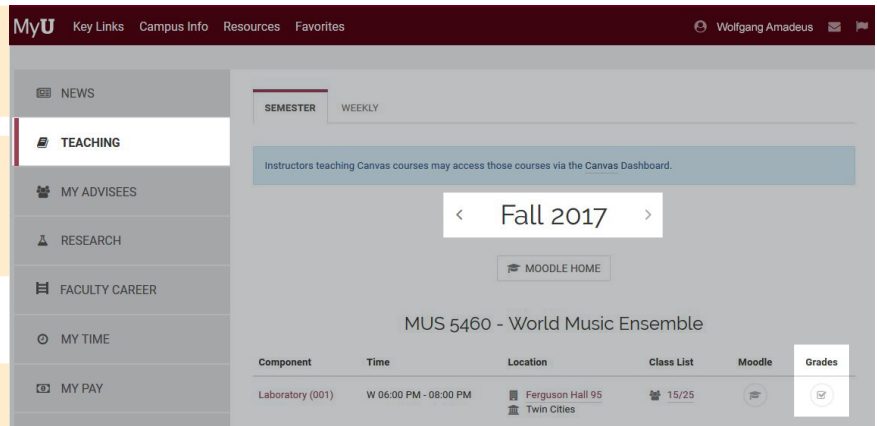 MyU Key Links Campus Info Resources Favorites Wolfgang Amadeus
NEWS
TEACHING
MY ADVISEES
RESEARCH
FACULTY CAREER
MY TIME
MY PAY
SEMESTER WEEKLY
Instructors teaching Canvas courses may access those courses via the Canvas Dashboard.
< Fall 2017 >
MOODLE HOME
MUS 5460 - World Music Ensemble
Component Time Location Class List Moodle Grades
Laboratory (001) W 06:00 PM - 08:00 PM Ferguson Hall 95 15/25
Twin Cities